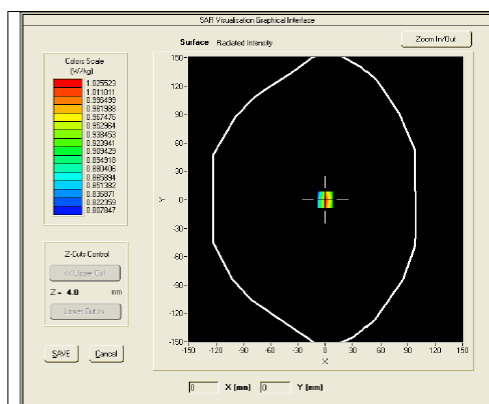 SAR Visualisation Graphical Interface
Surface Radiated Intensity
Zoom In/Out
Colors Scale
(W/kg)
1.025523
1.011011
0.996499
0.981988
0.967476
0.952964
0.938453
0.923941
0.909429
0.894918
0.880406
0.865894
0.851382
0.836871
0.822359
0.807847
150
120
90
60
30
Y 0
-30
-60
-90
-120
-150
-150 -120 -90 -60 -30 0 30 60 90 120 150
X
Z-Cuts Control
<< Upper Cut
Z = 4.0 mm
Lower Cut >>
SAVE Cancel
0 X (mm) 0 Y (mm)